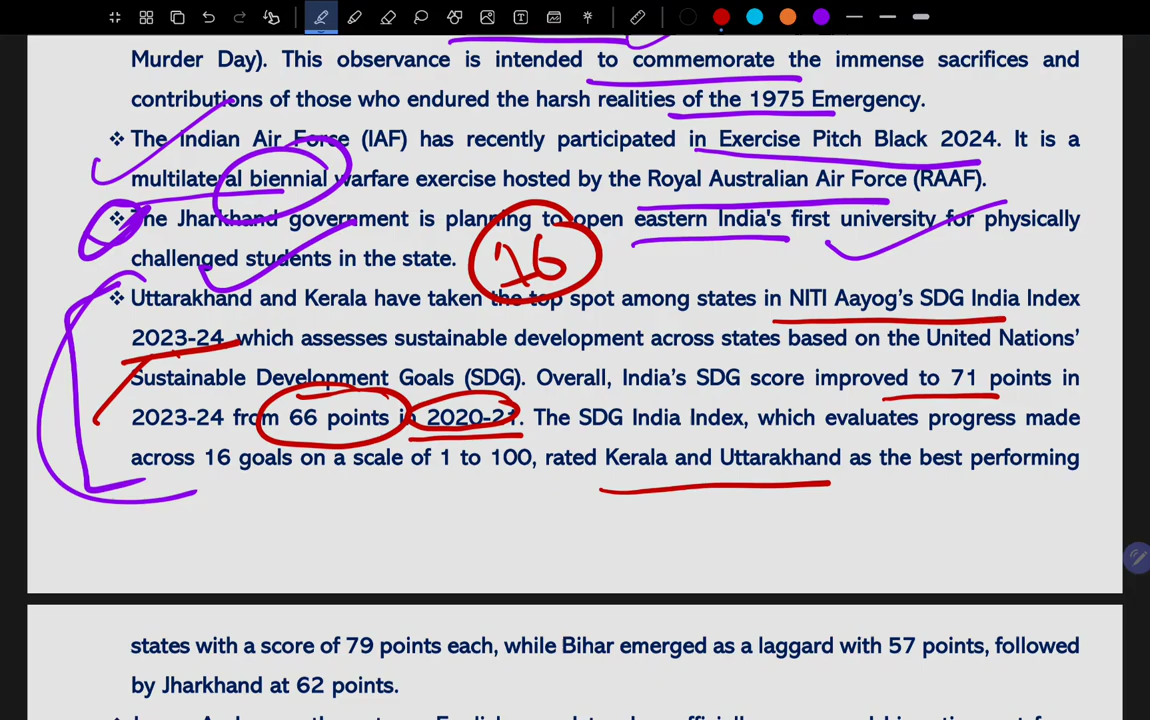 Murder Day). This observance is intended to commemorate the immense sacrifices and
contributions of those who endured the harsh realities of the 1975 Emergency.
❖ The Indian Air Force (IAF) has recently participated in Exercise Pitch Black 2024. It is a
multilateral biennial warfare exercise hosted by the Royal Australian Air Force (RAAF).
❖ The Jharkhand government is planning to open eastern India's first university for physically
challenged students in the state.
16
❖ Uttarakhand and Kerala have taken the top spot among states in NITI Aayog's SDG India Index
2023-24, which assesses sustainable development across states based on the United Nations'
Sustainable Development Goals (SDG). Overall, India's SDG score improved to 71 points in
2023-24 from 66 points in 2020-21. The SDG India Index, which evaluates progress made
across 16 goals on a scale of 1 to 100, rated Kerala and Uttarakhand as the best performing
states with a score of 79 points each, while Bihar emerged as a laggard with 57 points, followed
by Jharkhand at 62 points.